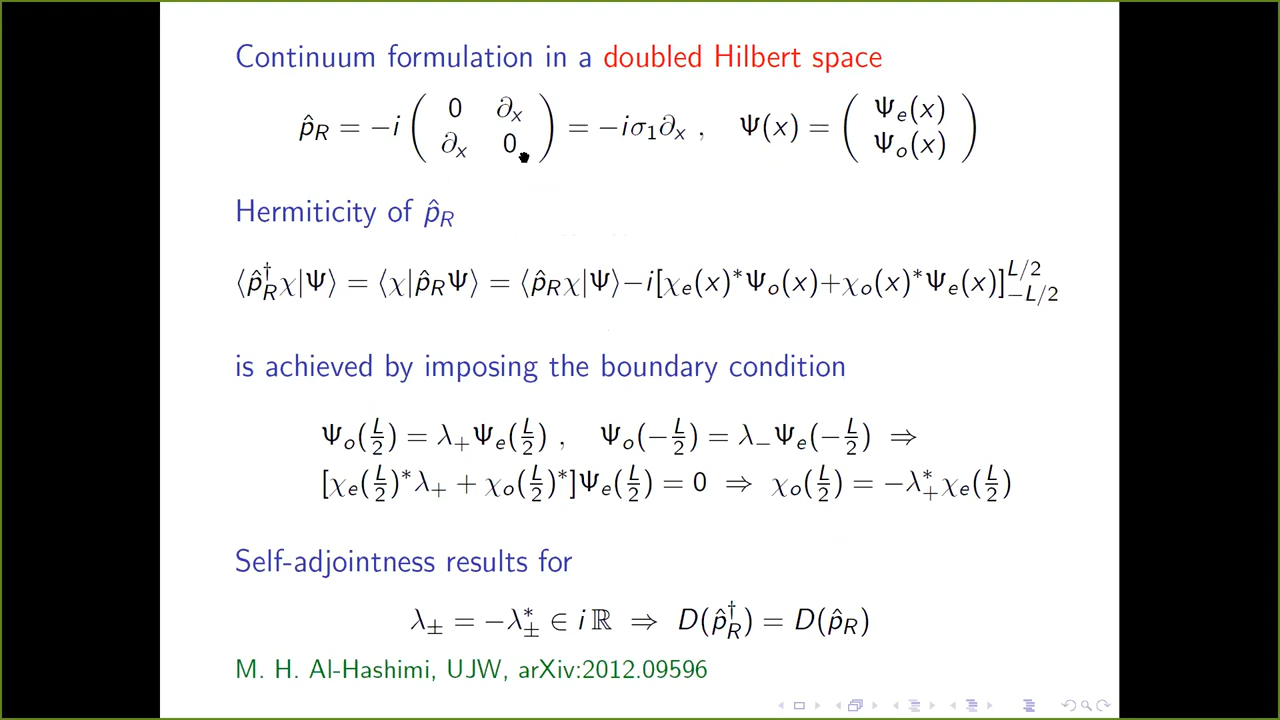 Continuum formulation in a doubled Hilbert space
p̂_R = −i ( 0 ∂_x ; ∂_x 0 ) = −iσ₁∂_x , Ψ(x) = ( Ψ_e(x) ; Ψ_o(x) )
Hermiticity of p̂_R
⟨p̂_R^†χ|Ψ⟩ = ⟨χ|p̂_RΨ⟩ = ⟨p̂_Rχ|Ψ⟩−i[χ_e(x)*Ψ_o(x)+χ_o(x)*Ψ_e(x)]_{−L/2}^{L/2}
is achieved by imposing the boundary condition
Ψ_o(L/2) = λ_+Ψ_e(L/2) , Ψ_o(−L/2) = λ_−Ψ_e(−L/2) ⇒
[χ_e(L/2)*λ_+ + χ_o(L/2)*]Ψ_e(L/2) = 0 ⇒ χ_o(L/2) = −λ_+^*χ_e(L/2)
Self-adjointness results for
λ_± = −λ_±^* ∈ iℝ ⇒ D(p̂_R^†) = D(p̂_R)
M. H. Al-Hashimi, UJW, arXiv:2012.09596